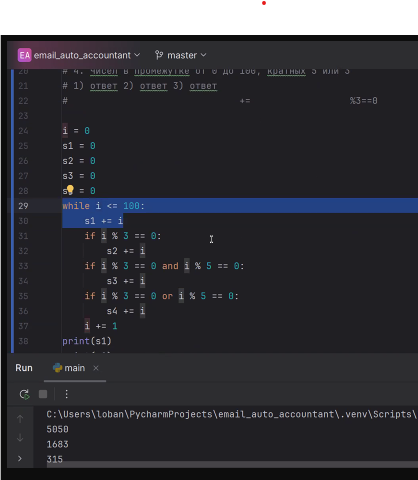 EA email_auto_accountant master
20 # 4. Чисел в промежутке от 0 до 100, кратных 5 или 3
21 # 1) ответ 2) ответ 3) ответ
22 # += %3==0
23
24 i = 0
25 s1 = 0
26 s2 = 0
27 s3 = 0
28 = 0
29 while i <= 100:
30 s1 += i
31 if i % 3 == 0:
32 s2 += i
33 if i % 3 == 0 and i % 5 == 0:
34 s3 += i
35 if i % 3 == 0 or i % 5 == 0:
36 s4 += i
37 i += 1
38 print(s1)
Run main
C:\Users\loban\PycharmProjects\email_auto_accountant\.venv\Scripts\
5050
1683
315